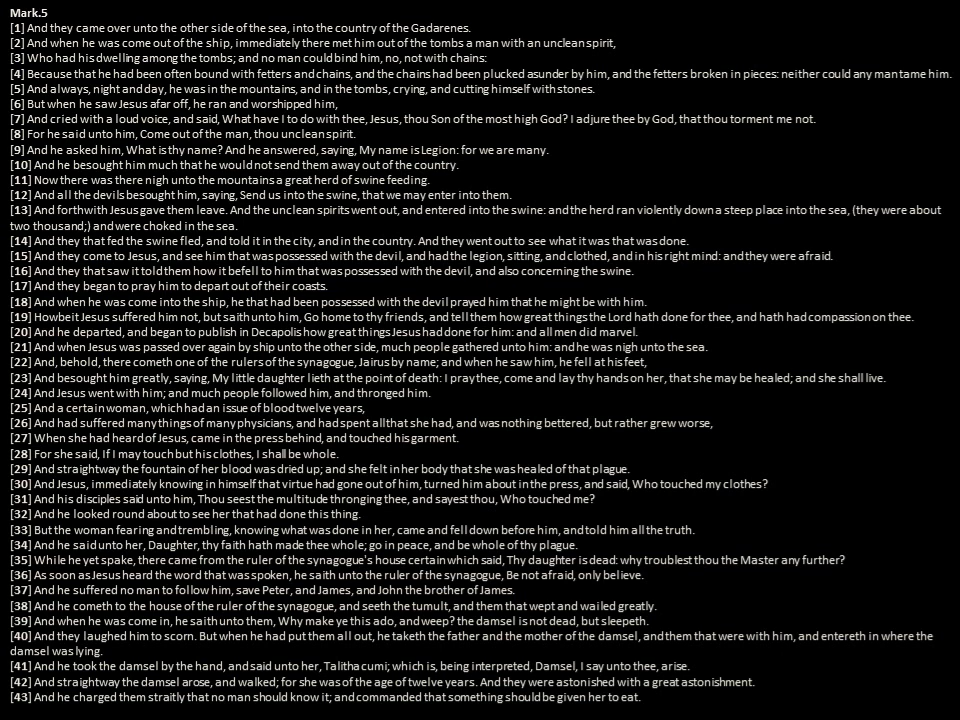 Mark.5
[1] And they came over unto the other side of the sea, into the country of the Gadarenes.
[2] And when he was come out of the ship, immediately there met him out of the tombs a man with an unclean spirit,
[3] Who had his dwelling among the tombs; and no man could bind him, no, not with chains:
[4] Because that he had been often bound with fetters and chains, and the chains had been plucked asunder by him, and the fetters broken in pieces: neither could any man tame him.
[5] And always, night and day, he was in the mountains, and in the tombs, crying, and cutting himself with stones.
[6] But when he saw Jesus afar off, he ran and worshipped him,
[7] And cried with a loud voice, and said, What have I to do with thee, Jesus, thou Son of the most high God? I adjure thee by God, that thou torment me not.
[8] For he said unto him, Come out of the man, thou unclean spirit.
[9] And he asked him, What is thy name? And he answered, saying, My name is Legion: for we are many.
[10] And he besought him much that he would not send them away out of the country.
[11] Now there was there nigh unto the mountains a great herd of swine feeding.
[12] And all the devils besought him, saying, Send us into the swine, that we may enter into them.
[13] And forthwith Jesus gave them leave. And the unclean spirits went out, and entered into the swine: and the herd ran violently down a steep place into the sea, (they were about
two thousand;) and were choked in the sea.
[14] And they that fed the swine fled, and told it in the city, and in the country. And they went out to see what it was that was done.
[15] And they come to Jesus, and see him that was possessed with the devil, and had the legion, sitting, and clothed, and in his right mind: and they were afraid.
[16] And they that saw it told them how it befell to him that was possessed with the devil, and also concerning the swine.
[17] And they began to pray him to depart out of their coasts.
[18] And when he was come into the ship, he that had been possessed with the devil prayed him that he might be with him.
[19] Howbeit Jesus suffered him not, but saith unto him, Go home to thy friends, and tell them how great things the Lord hath done for thee, and hath had compassion on thee.
[20] And he departed, and began to publish in Decapolis how great things Jesus had done for him: and all men did marvel.
[21] And when Jesus was passed over again by ship unto the other side, much people gathered unto him: and he was nigh unto the sea.
[22] And, behold, there cometh one of the rulers of the synagogue, Jairus by name; and when he saw him, he fell at his feet,
[23] And besought him greatly, saying, My little daughter lieth at the point of death: I pray thee, come and lay thy hands on her, that she may be healed; and she shall live.
[24] And Jesus went with him; and much people followed him, and thronged him.
[25] And a certain woman, which had an issue of blood twelve years,
[26] And had suffered many things of many physicians, and had spent all that she had, and was nothing bettered, but rather grew worse,
[27] When she had heard of Jesus, came in the press behind, and touched his garment.
[28] For she said, If I may touch but his clothes, I shall be whole.
[29] And straightway the fountain of her blood was dried up; and she felt in her body that she was healed of that plague.
[30] And Jesus, immediately knowing in himself that virtue had gone out of him, turned him about in the press, and said, Who touched my clothes?
[31] And his disciples said unto him, Thou seest the multitude thronging thee, and sayest thou, Who touched me?
[32] And he looked round about to see her that had done this thing.
[33] But the woman fearing and trembling, knowing what was done in her, came and fell down before him, and told him all the truth.
[34] And he said unto her, Daughter, thy faith hath made thee whole; go in peace, and be whole of thy plague.
[35] While he yet spake, there came from the ruler of the synagogue's house certain which said, Thy daughter is dead: why troublest thou the Master any further?
[36] As soon as Jesus heard the word that was spoken, he saith unto the ruler of the synagogue, Be not afraid, only believe.
[37] And he suffered no man to follow him, save Peter, and James, and John the brother of James.
[38] And he cometh to the house of the ruler of the synagogue, and seeth the tumult, and them that wept and wailed greatly.
[39] And when he was come in, he saith unto them, Why make ye this ado, and weep? the damsel is not dead, but sleepeth.
[40] And they laughed him to scorn. But when he had put them all out, he taketh the father and the mother of the damsel, and them that were with him, and entereth in where the
damsel was lying.
[41] And he took the damsel by the hand, and said unto her, Talitha cumi; which is, being interpreted, Damsel, I say unto thee, arise.
[42] And straightway the damsel arose, and walked; for she was of the age of twelve years. And they were astonished with a great astonishment.
[43] And he charged them straitly that no man should know it; and commanded that something should be given her to eat.